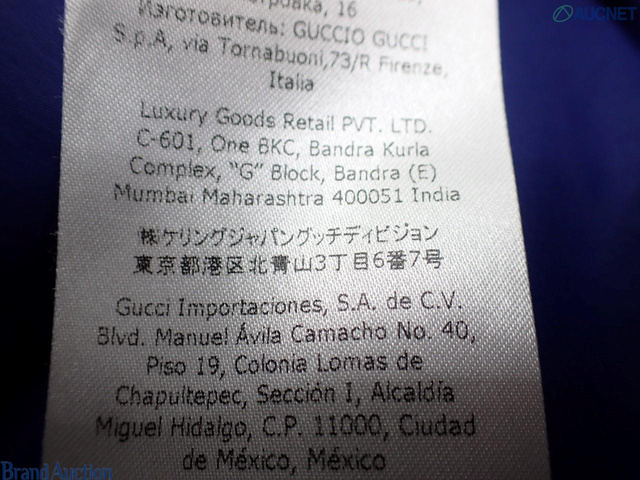 Петровка, 16
Изготовитель: GUCCIO GUCCI
S.p.A, via Tornabuoni,73/R Firenze,
Italia
Luxury Goods Retail PVT. LTD.
C-601, One BKC, Bandra Kurla
Complex, “G” Block, Bandra (E)
Mumbai Maharashtra 400051 India
㈱ケリングジャパングッチディビジョン
東京都港区北青山3丁目6番7号
Gucci Importaciones, S.A. de C.V.
Blvd. Manuel Ávila Camacho No. 40,
Piso 19, Colonia Lomas de
Chapultepec, Sección I, Alcaldía
Miguel Hidalgo, C.P. 11000, Ciudad
de México, México
AUCNET
Brand Auction